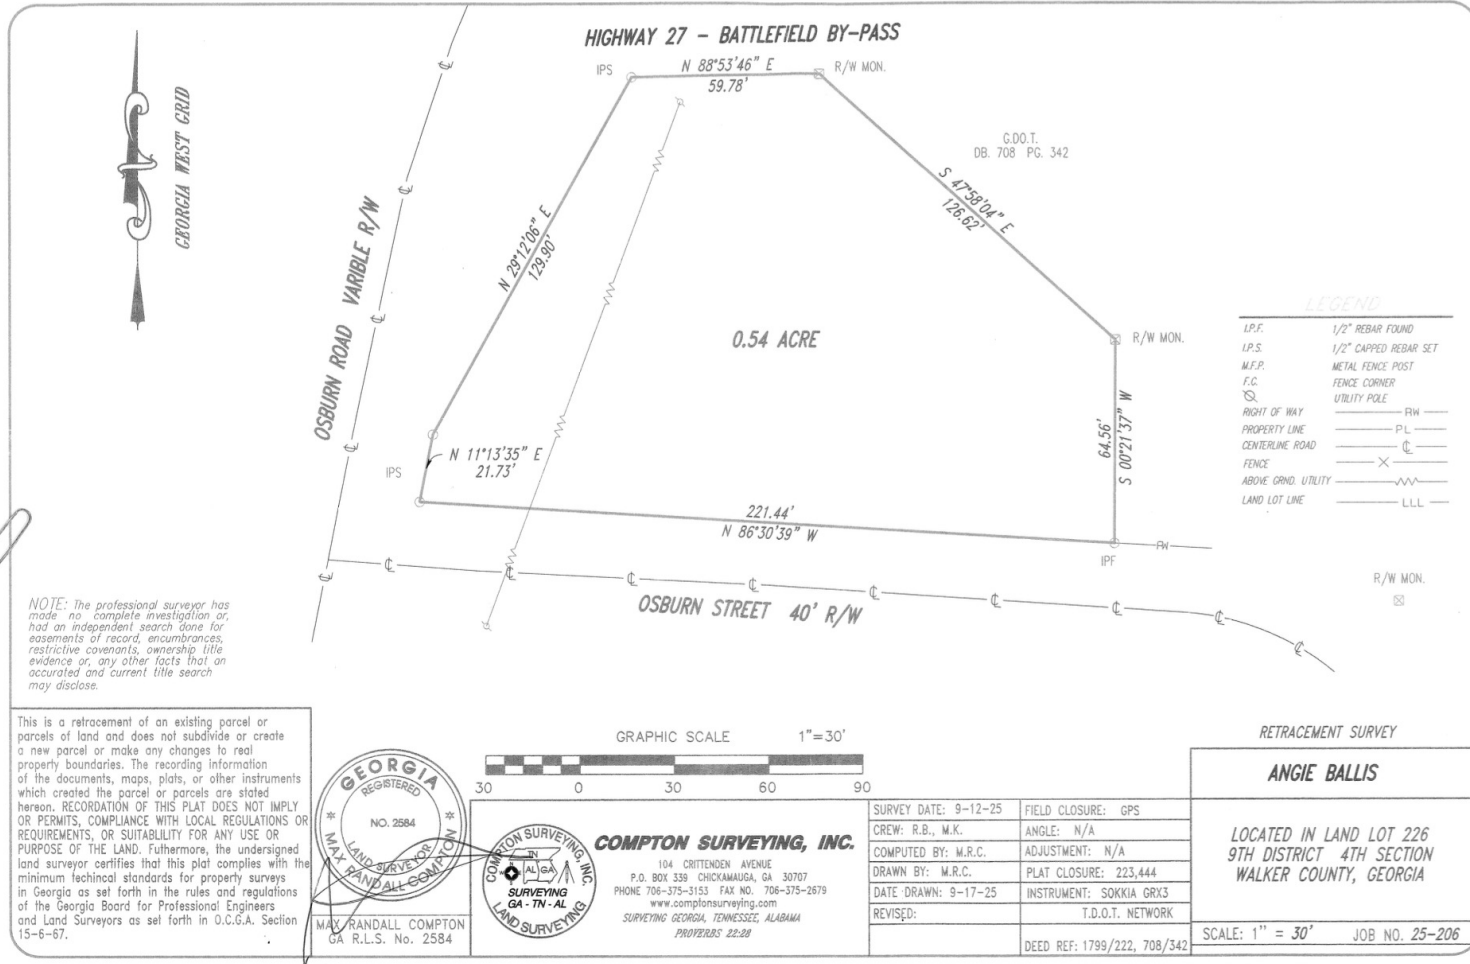 HIGHWAY 27 - BATTLEFIELD BY-PASS
IPS
N 88°53'46" E
59.78'
R/W MON.
GEORGIA WEST GRID
G.DO.T.
DB. 708 PG. 342
S 47°58'04" E
126.62'
OSBURN ROAD VARIBLE R/W
N 29°12'06" E
129.90'
0.54 ACRE
R/W MON.
LEGEND
I.P.F. 1/2" REBAR FOUND
I.P.S. 1/2" CAPPED REBAR SET
M.F.P. METAL FENCE POST
F.C. FENCE CORNER
UTILITY POLE
RIGHT OF WAY RW
PROPERTY LINE PL
CENTERLINE ROAD ℄
FENCE X
ABOVE GRND. UTILITY
LAND LOT LINE LLL
64.56'
S 00°21'37" W
IPS
N 11°13'35" E
21.73'
221.44'
N 86°30'39" W
IPF
RW
R/W MON.
OSBURN STREET 40' R/W
NOTE: The professional surveyor has
made no complete investigation or,
had an independent search done for
easements of record, encumbrances,
restrictive covenants, ownership title
evidence or, any other facts that an
accurated and current title search
may disclose.
This is a retracement of an existing parcel or
parcels of land and does not subdivide or create
a new parcel or make any changes to real
property boundaries. The recording information
of the documents, maps, plats, or other instruments
which created the parcel or parcels are stated
hereon. RECORDATION OF THIS PLAT DOES NOT IMPLY
OR PERMITS, COMPLIANCE WITH LOCAL REGULATIONS OR
REQUIREMENTS, OR SUITABLILITY FOR ANY USE OR
PURPOSE OF THE LAND. Futhermore, the undersigned
land surveyor certifies that this plat complies with the
minimum techincal standards for property surveys
in Georgia as set forth in the rules and regulations
of the Georgia Board for Professional Engineers
and Land Surveyors as set forth in O.C.G.A. Section
15-6-67.
GEORGIA
REGISTERED
NO. 2584
LAND SURVEYOR
MAX RANDALL COMPTON
MAX RANDALL COMPTON
GA R.L.S. No. 2584
GRAPHIC SCALE 1"=30'
30 0 30 60 90
COMPTON SURVEYING, INC.
TN
AL GA
SURVEYING
GA - TN - AL
LAND SURVEYING
COMPTON SURVEYING, INC.
104 CRITTENDEN AVENUE
P.O. BOX 339 CHICKAMAUGA, GA 30707
PHONE 706-375-3153 FAX NO. 706-375-2679
www.comptonsurveying.com
SURVEYING GEORGIA, TENNESSEE, ALABAMA
PROVERBS 22:28
SURVEY DATE: 9-12-25 FIELD CLOSURE: GPS
CREW: R.B., M.K. ANGLE: N/A
COMPUTED BY: M.R.C. ADJUSTMENT: N/A
DRAWN BY: M.R.C. PLAT CLOSURE: 223,444
DATE DRAWN: 9-17-25 INSTRUMENT: SOKKIA GRX3
REVISED: T.D.O.T. NETWORK
DEED REF: 1799/222, 708/342
RETRACEMENT SURVEY
ANGIE BALLIS
LOCATED IN LAND LOT 226
9TH DISTRICT 4TH SECTION
WALKER COUNTY, GEORGIA
SCALE: 1" = 30' JOB NO. 25-206